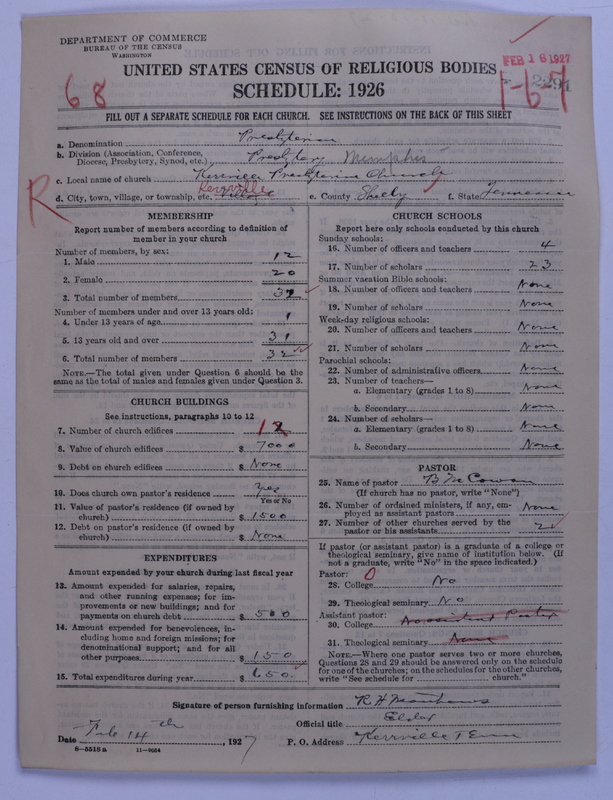 DEPARTMENT OF COMMERCE
BUREAU OF THE CENSUS
WASHINGTON
FEB 16 1927
UNITED STATES CENSUS OF RELIGIOUS BODIES
SCHEDULE: 1926
68
1-67
FILL OUT A SEPARATE SCHEDULE FOR EACH CHURCH. SEE INSTRUCTIONS ON THE BACK OF THIS SHEET
a. Denomination Presbyterian
b. Division (Association, Conference, Diocese, Presbytery, Synod, etc.) Presbytery Memphis
c. Local name of church Kerrville Presbyterian Church
R
d. City, town, village, or township, etc. Kerrville e. County Shelby f. State Tennessee
MEMBERSHIP
Report number of members according to definition of
member in your church
Number of members, by sex:
1. Male 12
2. Female 20
3. Total number of members 32
Number of members under and over 13 years old:
4. Under 13 years of age 1
5. 13 years old and over 31
6. Total number of members 32
NOTE.—The total given under Question 6 should be
same as the total of males and females given under Question 3.
CHURCH BUILDINGS
See instructions, paragraphs 10 to 12
7. Number of church edifices 1
8. Value of church edifices $ 7000
9. Debt on church edifices $ None
10. Does church own pastor's residence Yes
Yes or No
11. Value of pastor's residence (if owned by
church) $ 1500
12. Debt on pastor's residence (if owned by
church) $ None
EXPENDITURES
Amount expended by your church during last fiscal year
13. Amount expended for salaries, repairs,
and other running expenses; for im-
provements or new buildings; and for
payments on church debt $ 500
14. Amount expended for benevolences, in-
cluding home and foreign missions; for
denominational support; and for all
other purposes $ 150
15. Total expenditures during year $ 650
CHURCH SCHOOLS
Report here only schools conducted by this church
Sunday schools:
16. Number of officers and teachers 4
17. Number of scholars 23
Summer vacation Bible schools:
18. Number of officers and teachers None
19. Number of scholars None
Week-day religious schools:
20. Number of officers and teachers None
21. Number of scholars None
Parochial schools:
22. Number of administrative officers None
23. Number of teachers—
a. Elementary (grades 1 to 8) None
b. Secondary None
24. Number of scholars—
a. Elementary (grades 1 to 8) None
b. Secondary None
PASTOR
25. Name of pastor B McCowan
(If church has no pastor, write "None")
26. Number of ordained ministers, if any, em-
ployed as assistant pastors None
27. Number of other churches served by the
pastor or his assistants 2
If pastor (or assistant pastor) is a graduate of a college or
theological seminary, give name of institution below. (If
not a graduate, write "No" in the space indicated.)
Pastor: 0
28. College No
29. Theological seminary No
Assistant pastor:
30. College No assistant Pastor
31. Theological seminary None
NOTE.—Where one pastor serves two or more churches,
Questions 28 and 29 should be answered only on the schedule
for one of the churches; on the schedules for the other churches,
write "See schedule for church."
Signature of person furnishing information R H Matthews
Official title Elder
Date Feb 14 th, 1927 P. O. Address Kerrville Tenn
8-5519 a 11-9024